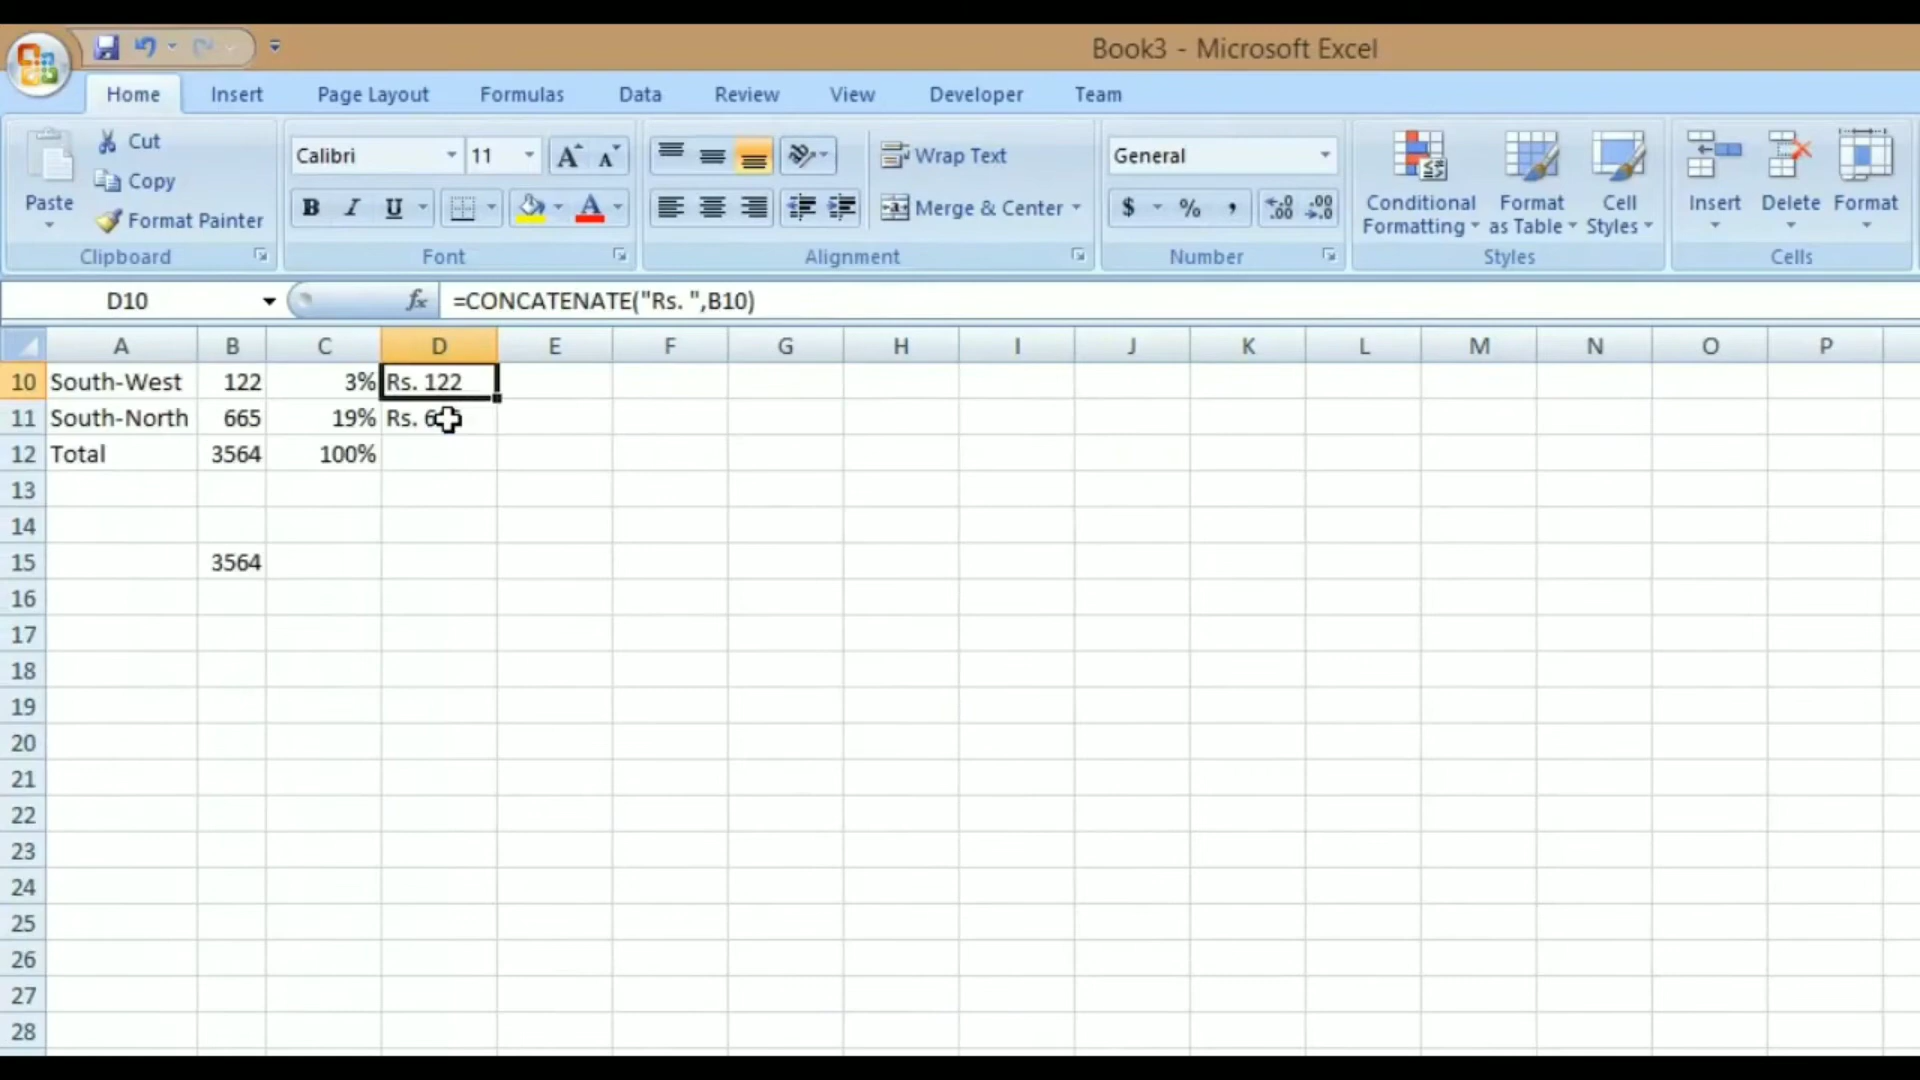 Book3 - Microsoft Excel
Home Insert Page Layout Formulas Data Review View Developer Team
Paste
Cut
Copy
Format Painter
Clipboard
Calibri 11
B I U A
Font
Wrap Text
Merge & Center
Alignment
General
$ % ,
Number
Conditional Formatting
Format as Table
Cell Styles
Styles
Insert Delete Format
Cells
D10 fx =CONCATENATE("Rs. ",B10)
A B C D E F G H I J K L M N O P
10 South-West 122 3% Rs. 122
11 South-North 665 19% Rs.
12 Total 3564 100%
13
14
15 3564
16
17
18
19
20
21
22
23
24
25
26
27
28